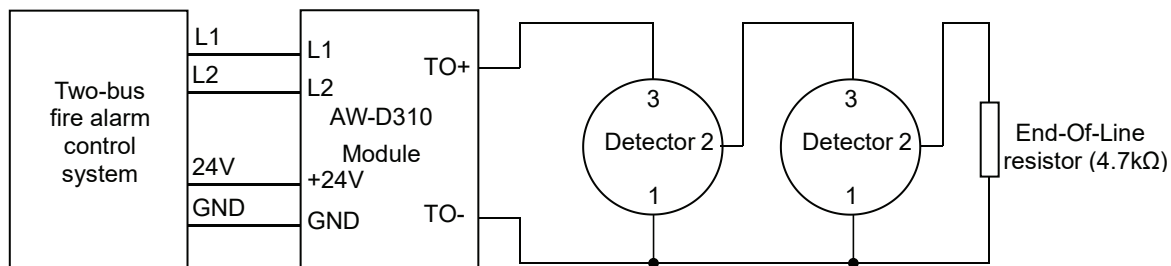 Two-bus
fire alarm
control
system
L1
L2
24V
GND
L1
L2
AW-D310
Module
+24V
GND
TO+
TO-
3
Detector 2
1
3
Detector 2
1
End-Of-Line
resistor (4.7kΩ)